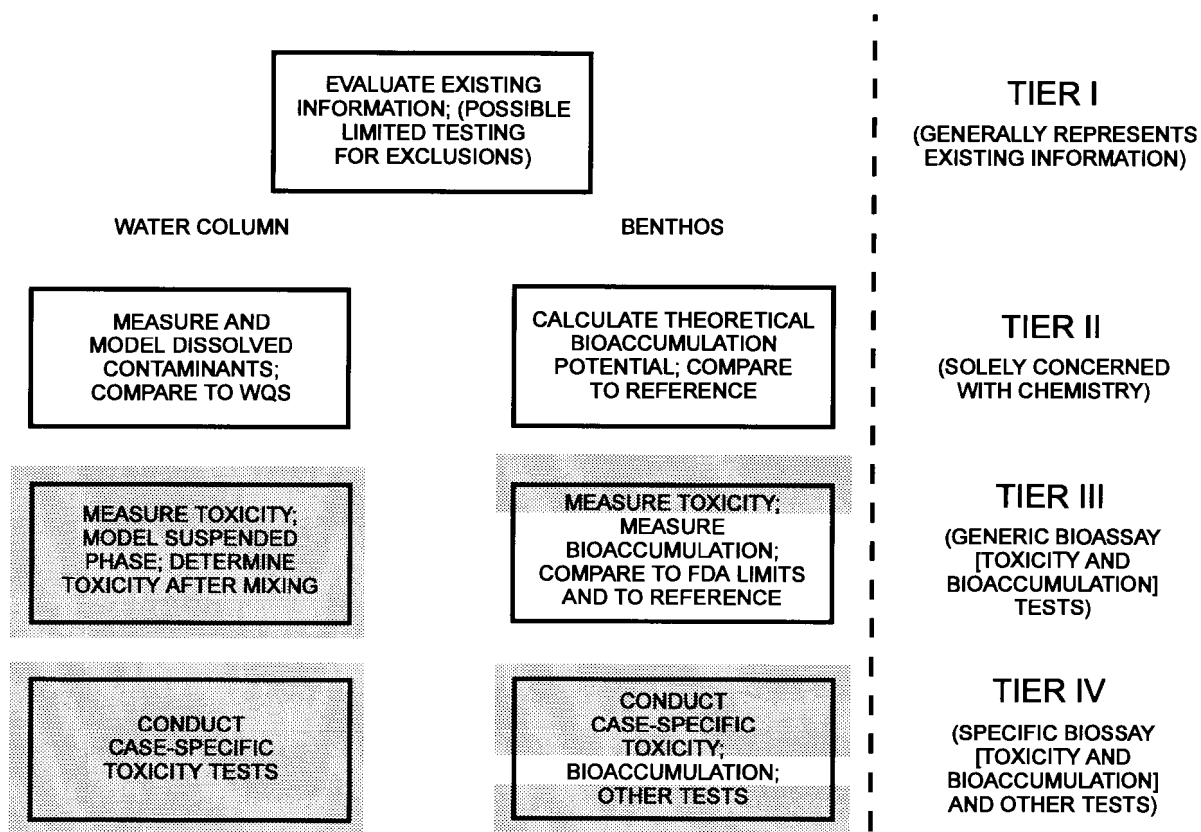 EVALUATE EXISTING
INFORMATION; (POSSIBLE
LIMITED TESTING
FOR EXCLUSIONS)
TIER I
(GENERALLY REPRESENTS
EXISTING INFORMATION)
WATER COLUMN
BENTHOS
MEASURE AND
MODEL DISSOLVED
CONTAMINANTS;
COMPARE TO WQS
CALCULATE THEORETICAL
BIOACCUMULATION
POTENTIAL; COMPARE
TO REFERENCE
TIER II
(SOLELY CONCERNED
WITH CHEMISTRY)
MEASURE TOXICITY;
MODEL SUSPENDED
PHASE; DETERMINE
TOXICITY AFTER MIXING
MEASURE TOXICITY;
MEASURE
BIOACCUMULATION;
COMPARE TO FDA LIMITS
AND TO REFERENCE
TIER III
(GENERIC BIOASSAY
[TOXICITY AND
BIOACCUMULATION]
TESTS)
CONDUCT
CASE-SPECIFIC
TOXICITY TESTS
CONDUCT
CASE-SPECIFIC
TOXICITY;
BIOACCUMULATION;
OTHER TESTS
TIER IV
(SPECIFIC BIOSSAY
[TOXICITY AND
BIOACCUMULATION]
AND OTHER TESTS)